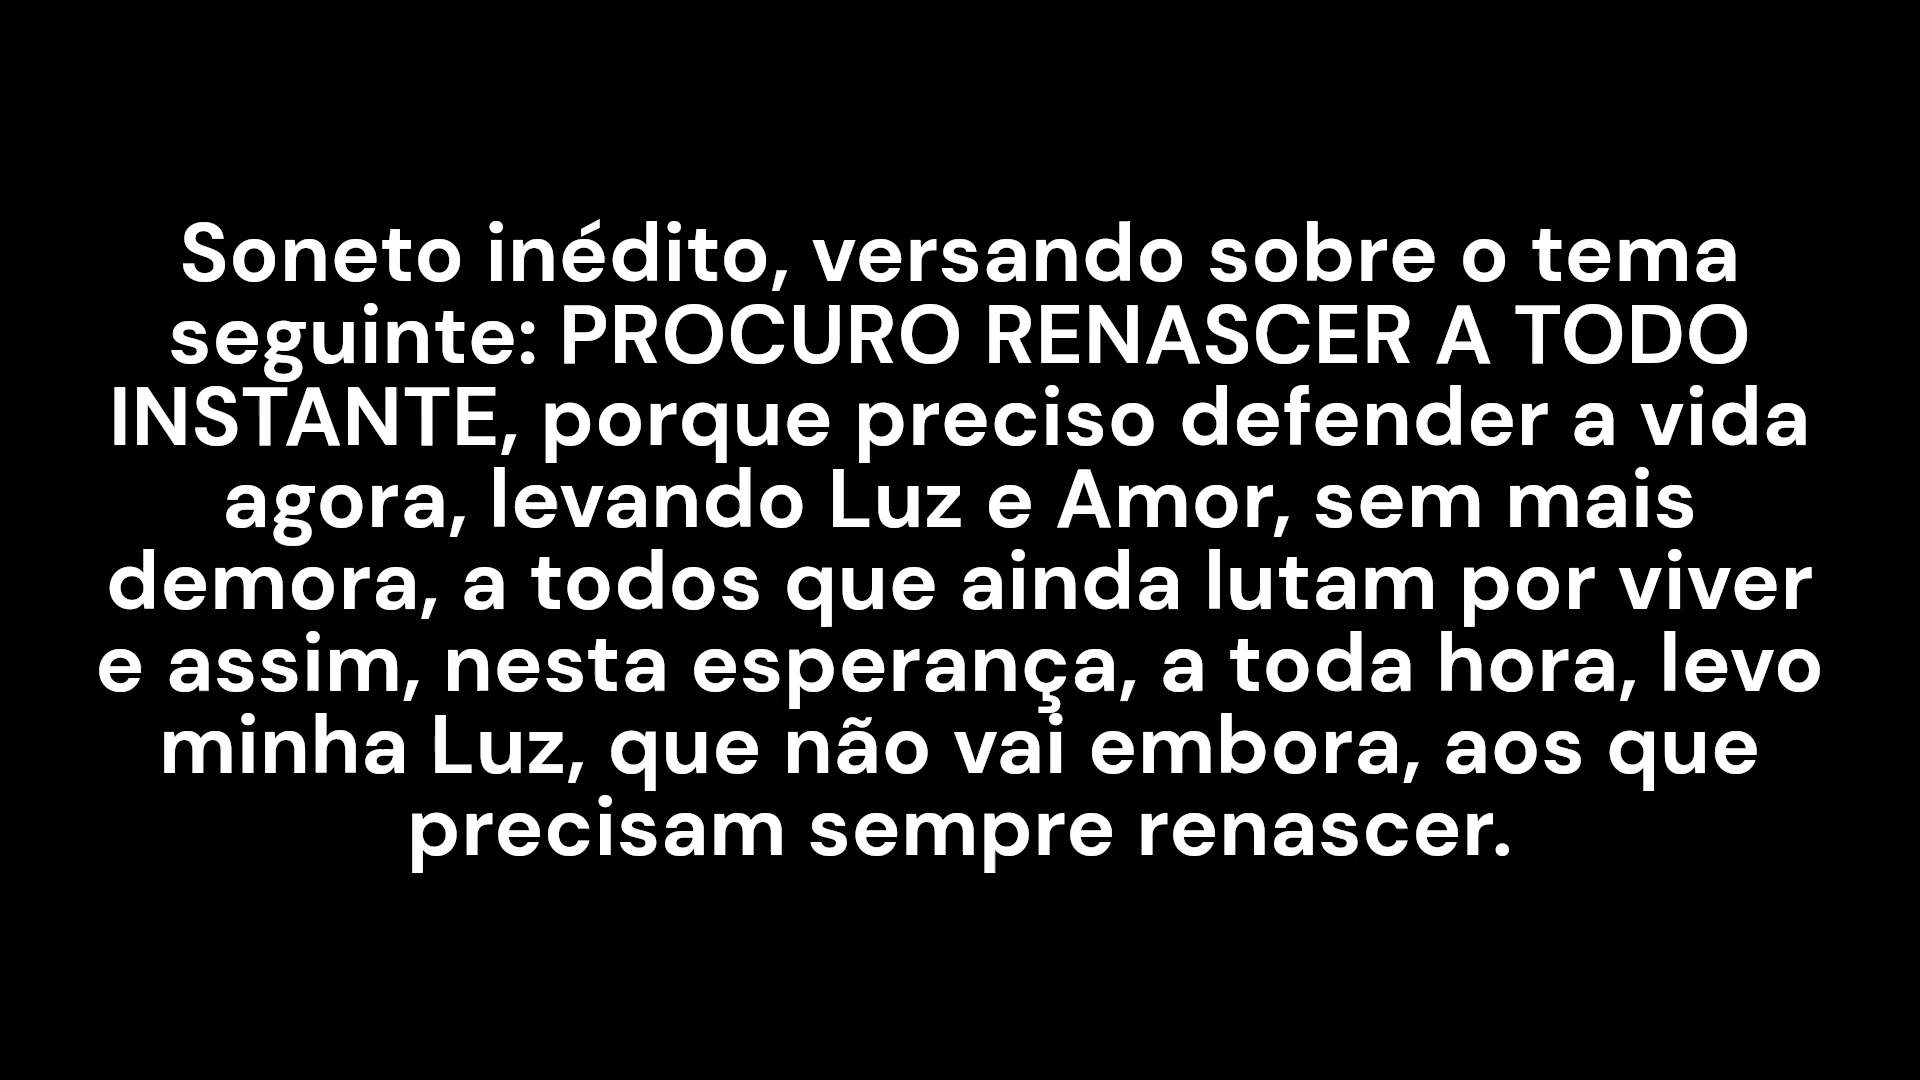 Soneto inédito, versando sobre o tema
seguinte: PROCURO RENASCER A TODO
INSTANTE, porque preciso defender a vida
agora, levando Luz e Amor, sem mais
demora, a todos que ainda lutam por viver
e assim, nesta esperança, a toda hora, levo
minha Luz, que não vai embora, aos que
precisam sempre renascer.